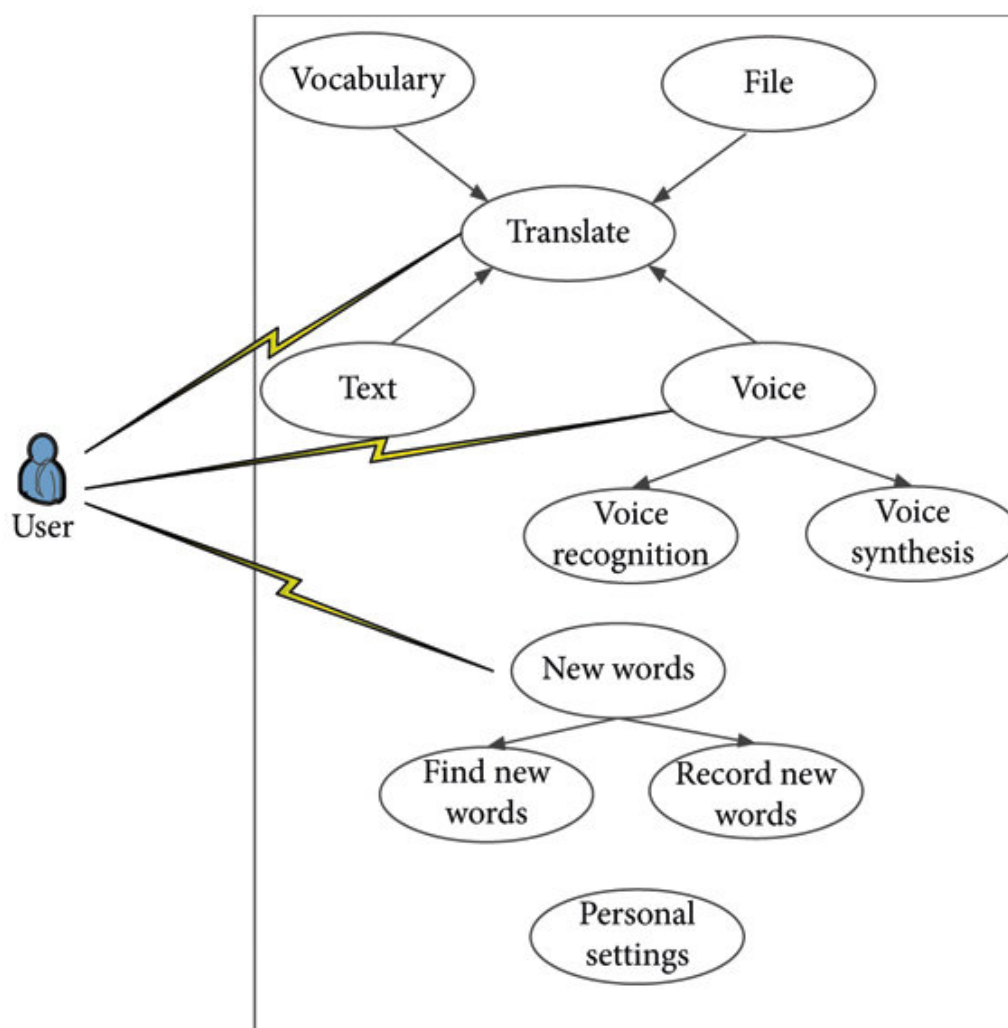 Vocabulary
File
Translate
Text
Voice
User
Voice
recognition
Voice
synthesis
New words
Find new
words
Record new
words
Personal
settings